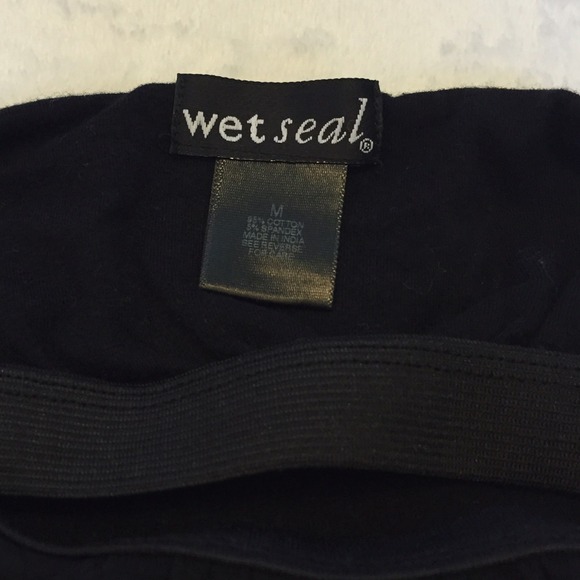 wet seal®
M
95% COTTON
5% SPANDEX
MADE IN INDIA
SEE REVERSE
FOR CARE